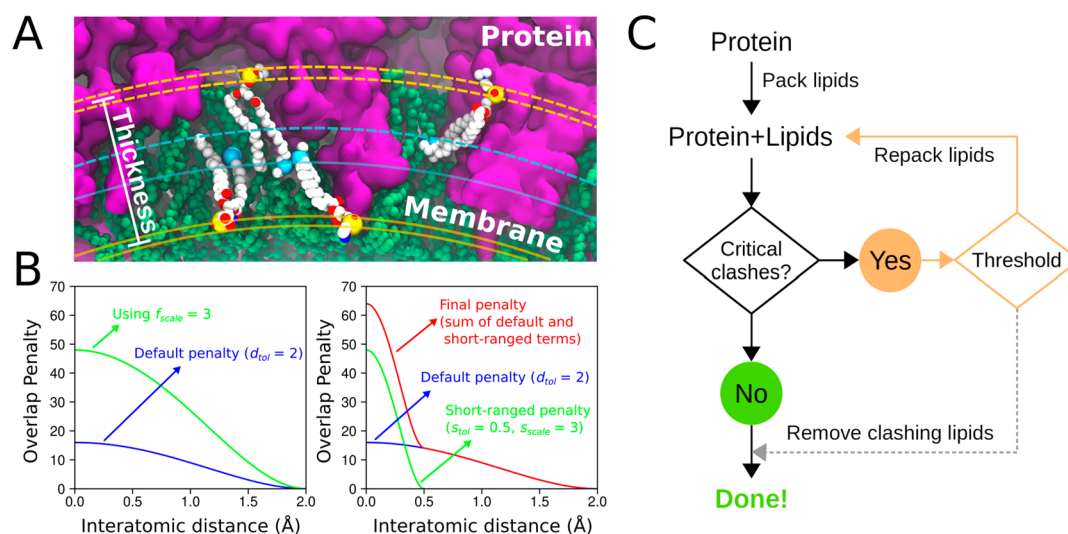 A
Protein
Thickness
Membrane
B
70
60
50
40
30
20
10
0
Overlap Penalty
Using f_scale = 3
Default penalty (d_tol = 2)
0.0 0.5 1.0 1.5 2.0
Interatomic distance (Å)
70
60
50
40
30
20
10
0
Overlap Penalty
Final penalty
(sum of default and
short-ranged terms)
Default penalty (d_tol = 2)
Short-ranged penalty
(s_tol = 0.5, s_scale = 3)
0.0 0.5 1.0 1.5 2.0
Interatomic distance (Å)
C
Protein
Pack lipids
Protein+Lipids
Repack lipids
Critical
clashes?
Yes
Threshold
No
Remove clashing lipids
Done!